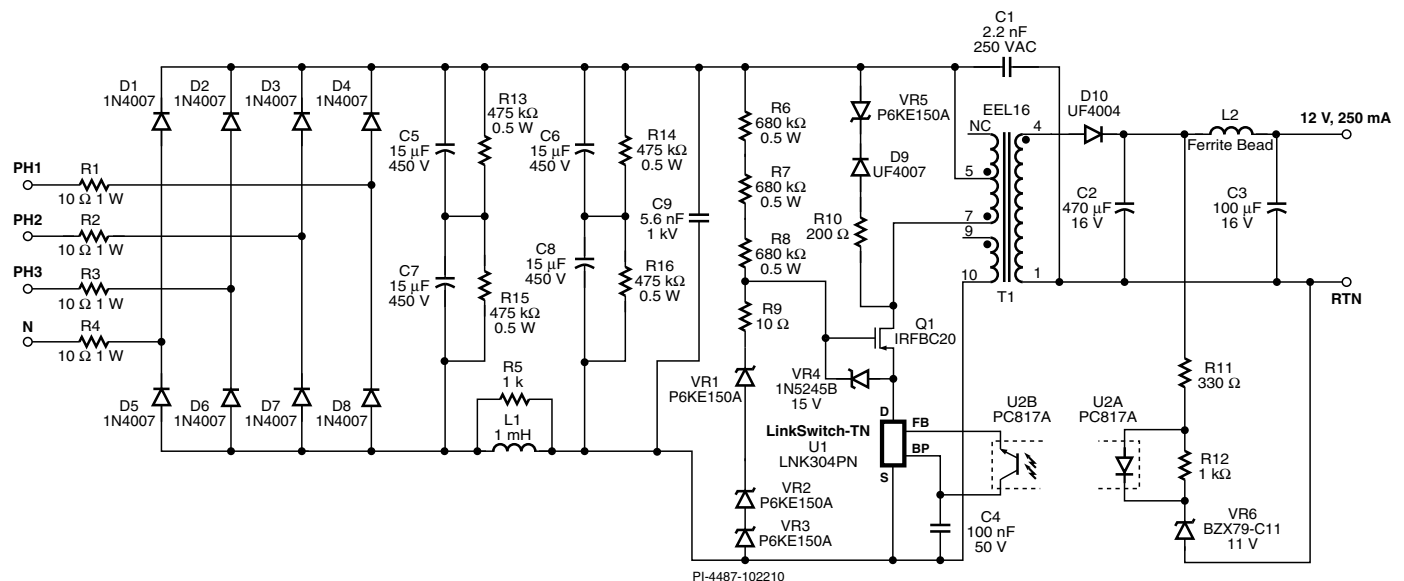 C1
2.2 nF
250 VAC
D1
1N4007
D2
1N4007
D3
1N4007
D4
1N4007
R13
475 kΩ
0.5 W
C5
15 µF
450 V
C6
15 µF
450 V
R14
475 kΩ
0.5 W
R6
680 kΩ
0.5 W
VR5
P6KE150A
EEL16
NC
4
D10
UF4004
L2
Ferrite Bead
12 V, 250 mA
PH1
R1
10 Ω 1 W
PH2
R2
10 Ω 1 W
PH3
R3
10 Ω 1 W
N
R4
10 Ω 1 W
C9
5.6 nF
1 kV
R7
680 kΩ
0.5 W
D9
UF4007
5
R10
200 Ω
7
9
10
1
T1
C2
470 µF
16 V
C3
100 µF
16 V
RTN
C7
15 µF
450 V
R15
475 kΩ
0.5 W
C8
15 µF
450 V
R16
475 kΩ
0.5 W
R8
680 kΩ
0.5 W
R9
10 Ω
Q1
IRFBC20
D5
1N4007
D6
1N4007
D7
1N4007
D8
1N4007
R5
1 k
L1
1 mH
VR1
P6KE150A
VR4
1N5245B
15 V
R11
330 Ω
D
FB
BP
S
LinkSwitch-TN
U1
LNK304PN
U2B
PC817A
U2A
PC817A
R12
1 kΩ
VR2
P6KE150A
VR3
P6KE150A
C4
100 nF
50 V
VR6
BZX79-C11
11 V
PI-4487-102210